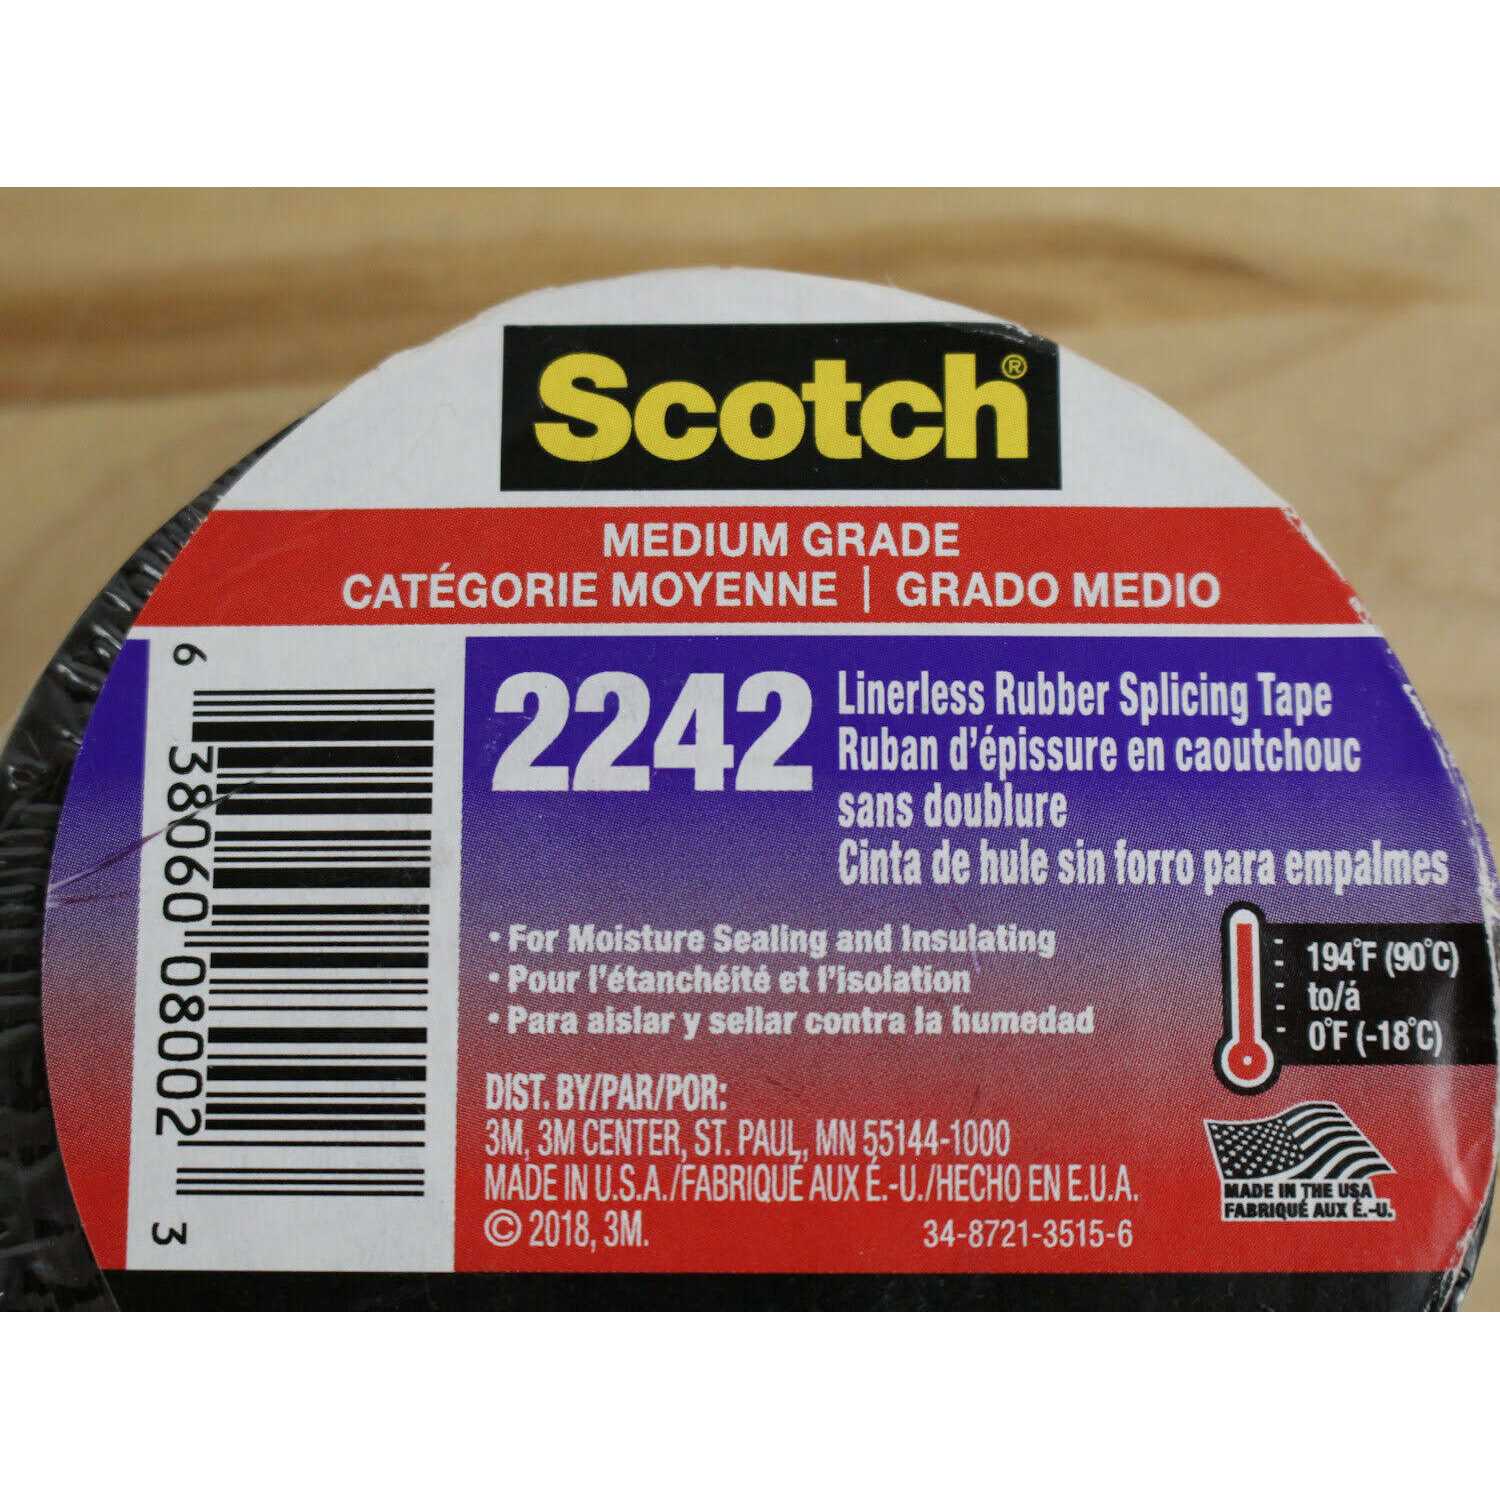 Scotch®
MEDIUM GRADE
CATÉGORIE MOYENNE | GRADO MEDIO
2242
Linerless Rubber Splicing Tape
Ruban d'épissure en caoutchouc
sans doublure
Cinta de hule sin forro para empalmes
• For Moisture Sealing and Insulating
• Pour l'étanchéité et l'isolation
• Para aislar y sellar contra la humedad
194°F (90°C)
to/á
0°F (-18°C)
DIST. BY/PAR/POR:
3M, 3M CENTER, ST. PAUL, MN 55144-1000
MADE IN U.S.A./FABRIQUÉ AUX É.-U./HECHO EN E.U.A.
© 2018, 3M.
34-8721-3515-6
MADE IN THE USA
FABRIQUÉ AUX É.-U.
6 38060 08002 3